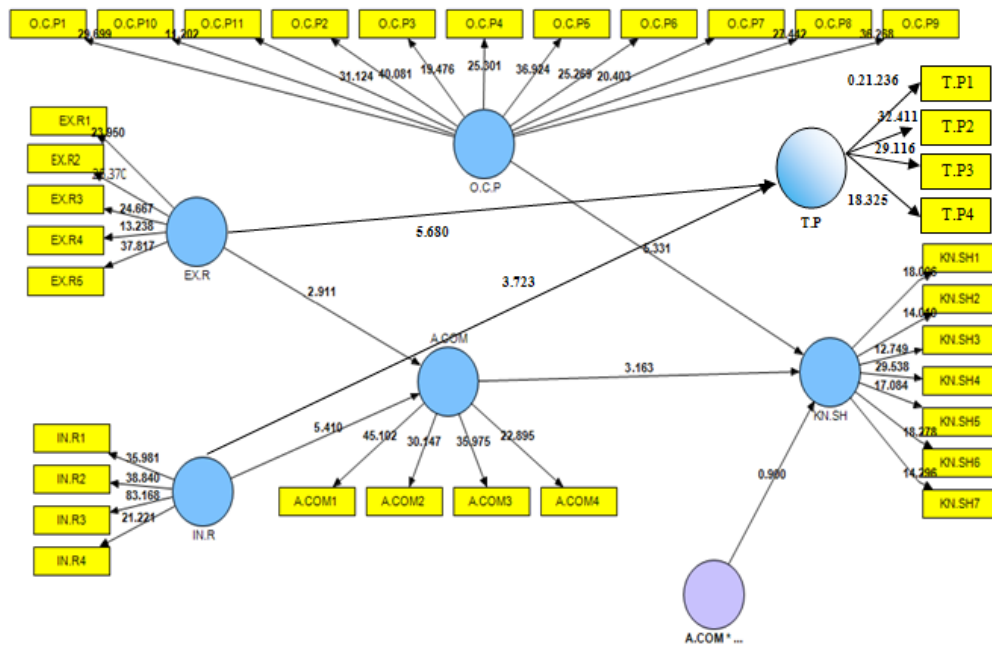 O.C.P1 O.C.P10 O.C.P11 O.C.P2 O.C.P3 O.C.P4 O.C.P5 O.C.P6 O.C.P7 O.C.P8 O.C.P9
29.699 11.202 31.124 40.081 19.476 25.301 36.924 25.269 20.403 27.442 36.268
O.C.P
EX.R1
EX.R2
EX.R3
EX.R4
EX.R5
23.950
24.667
13.238
37.817
EX.R
0.21.236
32.411
29.116
18.325
T.P1
T.P2
T.P3
T.P4
T.P
5.680
3.723
2.911
A.COM
3.163
5.410
45.102 30.147 35.975 22.895
A.COM1 A.COM2 A.COM3 A.COM4
KN.SH1
KN.SH2
KN.SH3
KN.SH4
KN.SH5
KN.SH6
KN.SH7
12.749
29.538
17.084
18.278
14.296
KN.SH
IN.R1
IN.R2
IN.R3
IN.R4
35.981
38.840
83.168
21.221
IN.R
0.900
A.COM * ...